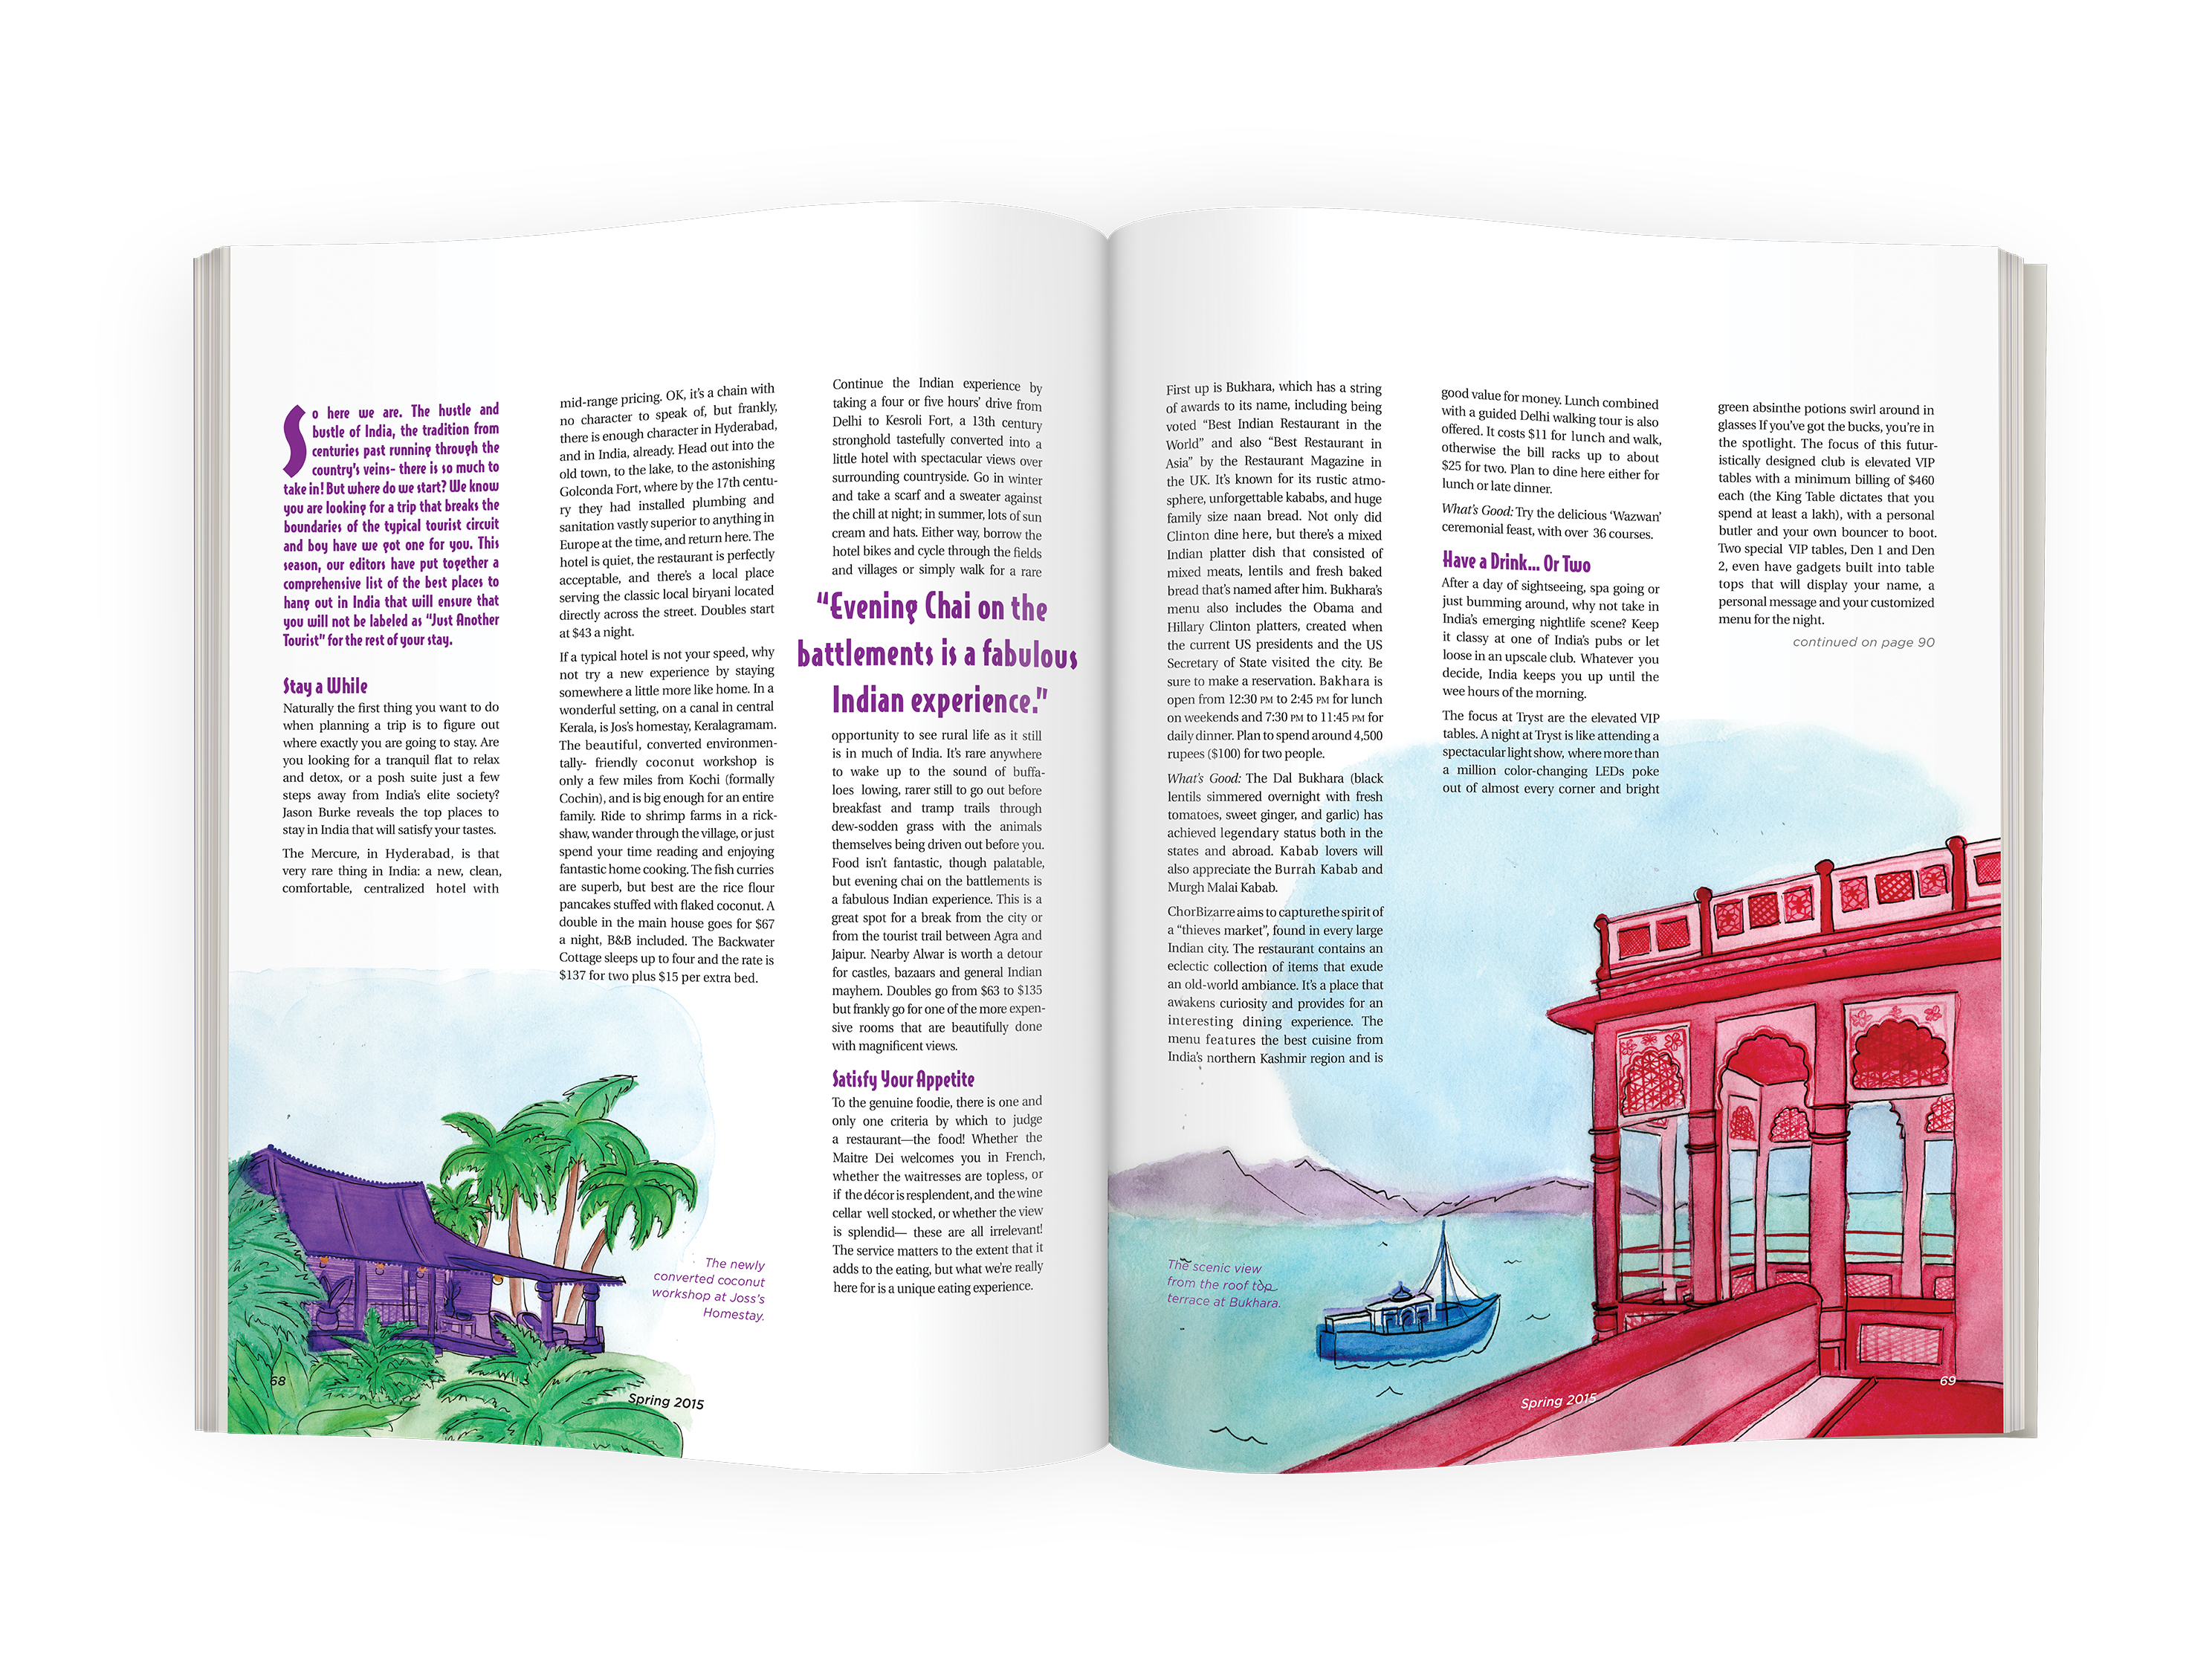 So here we are. The hustle and
bustle of India, the tradition from
centuries past running through the
country's veins- there is so much to
take in! But where do we start? We know
you are looking for a trip that breaks the
boundaries of the typical tourist circuit
and boy have we got one for you. This
season, our editors have put together a
comprehensive list of the best places to
hang out in India that will ensure that
you will not be labeled as "Just Another
Tourist" for the rest of your stay.
Stay a While
Naturally the first thing you want to do
when planning a trip is to figure out
where exactly you are going to stay. Are
you looking for a tranquil flat to relax
and detox, or a posh suite just a few
steps away from India's elite society?
Jason Burke reveals the top places to
stay in India that will satisfy your tastes.
The Mercure, in Hyderabad, is that
very rare thing in India: a new, clean,
comfortable, centralized hotel with
mid-range pricing. OK, it's a chain with
no character to speak of, but frankly,
there is enough character in Hyderabad,
and in India, already. Head out into the
old town, to the lake, to the astonishing
Golconda Fort, where by the 17th centu-
ry they had installed plumbing and
sanitation vastly superior to anything in
Europe at the time, and return here. The
hotel is quiet, the restaurant is perfectly
acceptable, and there's a local place
serving the classic local biryani located
directly across the street. Doubles start
at $43 a night.
If a typical hotel is not your speed, why
not try a new experience by staying
somewhere a little more like home. In a
wonderful setting, on a canal in central
Kerala, is Jos's homestay, Keralagramam.
The beautiful, converted environmen-
tally- friendly coconut workshop is
only a few miles from Kochi (formally
Cochin), and is big enough for an entire
family. Ride to shrimp farms in a rick-
shaw, wander through the village, or just
spend your time reading and enjoying
fantastic home cooking. The fish curries
are superb, but best are the rice flour
pancakes stuffed with flaked coconut. A
double in the main house goes for $67
a night, B&B included. The Backwater
Cottage sleeps up to four and the rate is
$137 for two plus $15 per extra bed.
The newly
converted coconut
workshop at Joss's
Homestay.
Continue the Indian experience by
taking a four or five hours' drive from
Delhi to Kesroli Fort, a 13th century
stronghold tastefully converted into a
little hotel with spectacular views over
surrounding countryside. Go in winter
and take a scarf and a sweater against
the chill at night; in summer, lots of sun
cream and hats. Either way, borrow the
hotel bikes and cycle through the fields
and villages or simply walk for a rare
"Evening Chai on the
battlements is a fabulous
Indian experience."
opportunity to see rural life as it still
is in much of India. It's rare anywhere
to wake up to the sound of buffa-
loes lowing, rarer still to go out before
breakfast and tramp trails through
dew-sodden grass with the animals
themselves being driven out before you.
Food isn't fantastic, though palatable,
but evening chai on the battlements is
a fabulous Indian experience. This is a
great spot for a break from the city or
from the tourist trail between Agra and
Jaipur. Nearby Alwar is worth a detour
for castles, bazaars and general Indian
mayhem. Doubles go from $63 to $135
but frankly go for one of the more expen-
sive rooms that are beautifully done
with magnificent views.
Satisfy Your Appetite
To the genuine foodie, there is one and
only one criteria by which to judge
a restaurant—the food! Whether the
Maitre Dei welcomes you in French,
whether the waitresses are topless, or
if the décor is resplendent, and the wine
cellar well stocked, or whether the view
is splendid— these are all irrelevant!
The service matters to the extent that it
adds to the eating, but what we're really
here for is a unique eating experience.
68
Spring 2015
First up is Bukhara, which has a string
of awards to its name, including being
voted "Best Indian Restaurant in the
World" and also "Best Restaurant in
Asia" by the Restaurant Magazine in
the UK. It's known for its rustic atmo-
sphere, unforgettable kababs, and huge
family size naan bread. Not only did
Clinton dine here, but there's a mixed
Indian platter dish that consisted of
mixed meats, lentils and fresh baked
bread that's named after him. Bukhara's
menu also includes the Obama and
Hillary Clinton platters, created when
the current US presidents and the US
Secretary of State visited the city. Be
sure to make a reservation. Bakhara is
open from 12:30 PM to 2:45 PM for lunch
on weekends and 7:30 PM to 11:45 PM for
daily dinner. Plan to spend around 4,500
rupees ($100) for two people.
What's Good: The Dal Bukhara (black
lentils simmered overnight with fresh
tomatoes, sweet ginger, and garlic) has
achieved legendary status both in the
states and abroad. Kabab lovers will
also appreciate the Burrah Kabab and
Murgh Malai Kabab.
ChorBizarre aims to capturethe spirit of
a "thieves market", found in every large
Indian city. The restaurant contains an
eclectic collection of items that exude
an old-world ambiance. It's a place that
awakens curiosity and provides for an
interesting dining experience. The
menu features the best cuisine from
India's northern Kashmir region and is
The scenic view
from the roof top
terrace at Bukhara.
good value for money. Lunch combined
with a guided Delhi walking tour is also
offered. It costs $11 for lunch and walk,
otherwise the bill racks up to about
$25 for two. Plan to dine here either for
lunch or late dinner.
What's Good: Try the delicious 'Wazwan'
ceremonial feast, with over 36 courses.
Have a Drink... Or Two
After a day of sightseeing, spa going or
just bumming around, why not take in
India's emerging nightlife scene? Keep
it classy at one of India's pubs or let
loose in an upscale club. Whatever you
decide, India keeps you up until the
wee hours of the morning.
The focus at Tryst are the elevated VIP
tables. A night at Tryst is like attending a
spectacular light show, where more than
a million color-changing LEDs poke
out of almost every corner and bright
green absinthe potions swirl around in
glasses If you've got the bucks, you're in
the spotlight. The focus of this futur-
istically designed club is elevated VIP
tables with a minimum billing of $460
each (the King Table dictates that you
spend at least a lakh), with a personal
butler and your own bouncer to boot.
Two special VIP tables, Den 1 and Den
2, even have gadgets built into table
tops that will display your name, a
personal message and your customized
menu for the night.
continued on page 90
Spring 2015
69